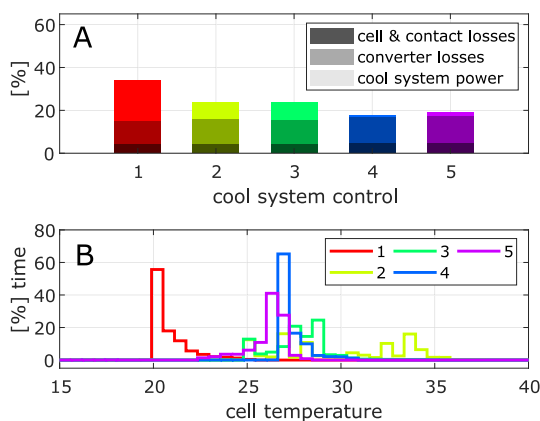 A
cell & contact losses
converter losses
cool system power
[%]
60
40
20
0
1 2 3 4 5
cool system control
B
1 3 5
2 4
[%] time
80
60
40
20
0
15 20 25 30 35 40
cell temperature